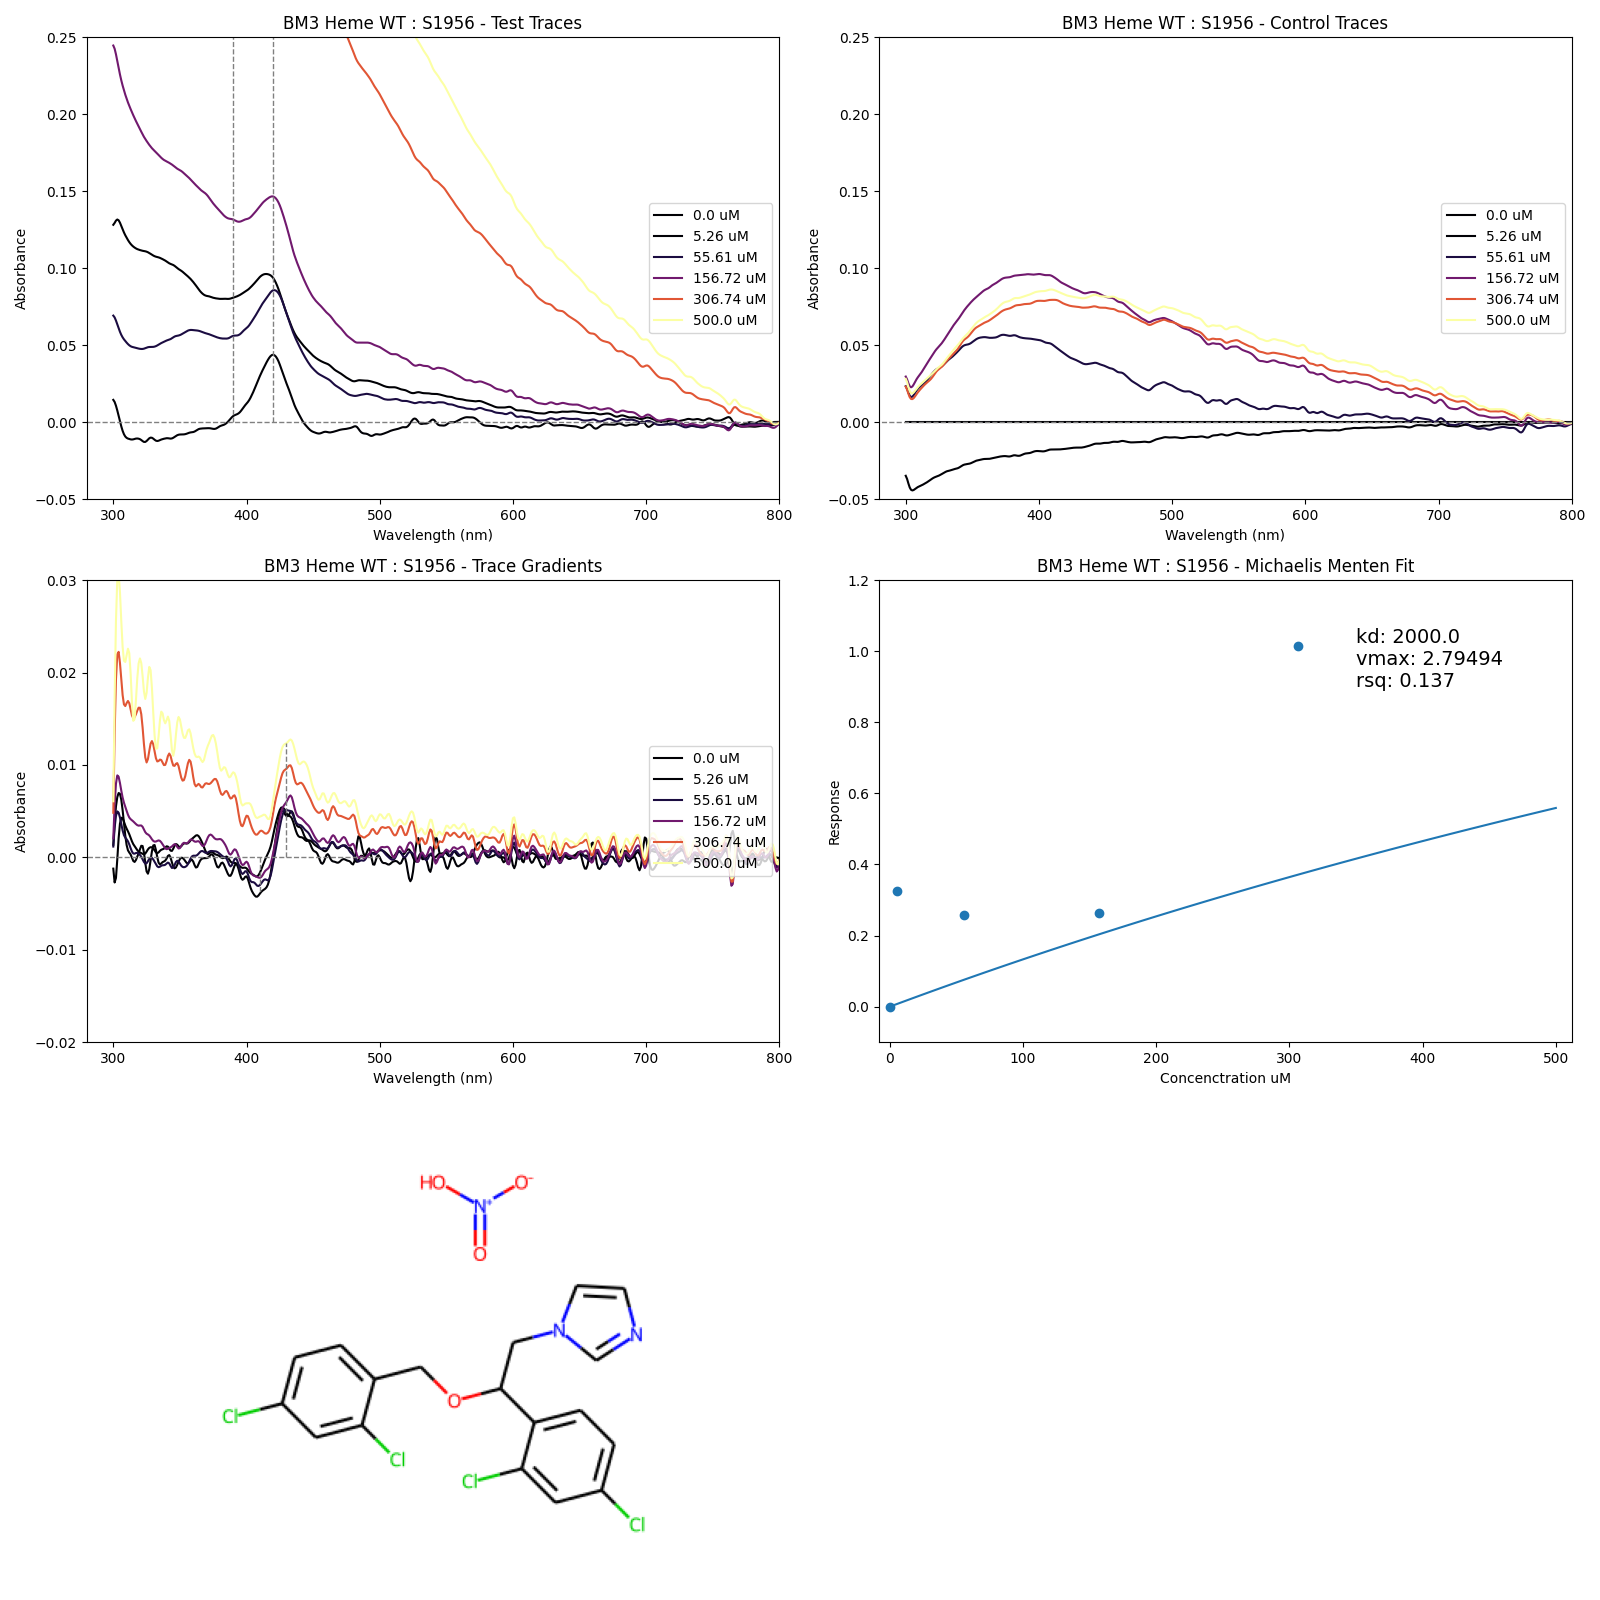 BM3 Heme WT : S1956 - Test Traces
0.25
0.20
0.15
0.10
0.05
0.00
−0.05
Absorbance
300 400 500 600 700 800
Wavelength (nm)
0.0 uM
5.26 uM
55.61 uM
156.72 uM
306.74 uM
500.0 uM
BM3 Heme WT : S1956 - Control Traces
0.25
0.20
0.15
0.10
0.05
0.00
−0.05
Absorbance
300 400 500 600 700 800
Wavelength (nm)
0.0 uM
5.26 uM
55.61 uM
156.72 uM
306.74 uM
500.0 uM
BM3 Heme WT : S1956 - Trace Gradients
0.03
0.02
0.01
0.00
−0.01
−0.02
Absorbance
300 400 500 600 700 800
Wavelength (nm)
0.0 uM
5.26 uM
55.61 uM
156.72 uM
306.74 uM
500.0 uM
BM3 Heme WT : S1956 - Michaelis Menten Fit
1.2
1.0
0.8
0.6
0.4
0.2
0.0
Response
0 100 200 300 400 500
Concenctration uM
kd: 2000.0
vmax: 2.79494
rsq: 0.137
HO
N+
O-
O
N
N
O
Cl
Cl
Cl
Cl